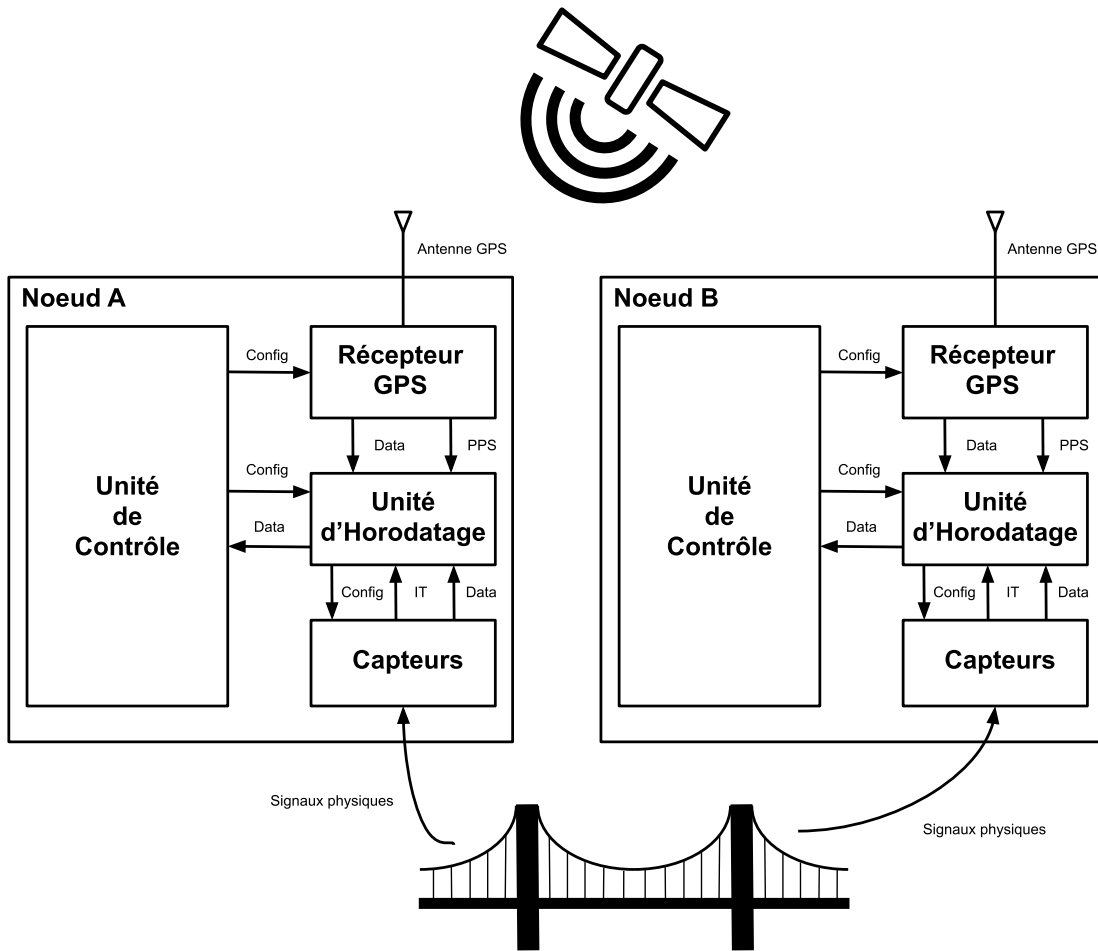 Antenne GPS
Noeud A
Unité
de
Contrôle
Config
Récepteur
GPS
Data
PPS
Config
Data
Unité
d'Horodatage
Config
IT
Data
Capteurs
Signaux physiques
Antenne GPS
Noeud B
Unité
de
Contrôle
Config
Récepteur
GPS
Data
PPS
Config
Data
Unité
d'Horodatage
Config
IT
Data
Capteurs
Signaux physiques